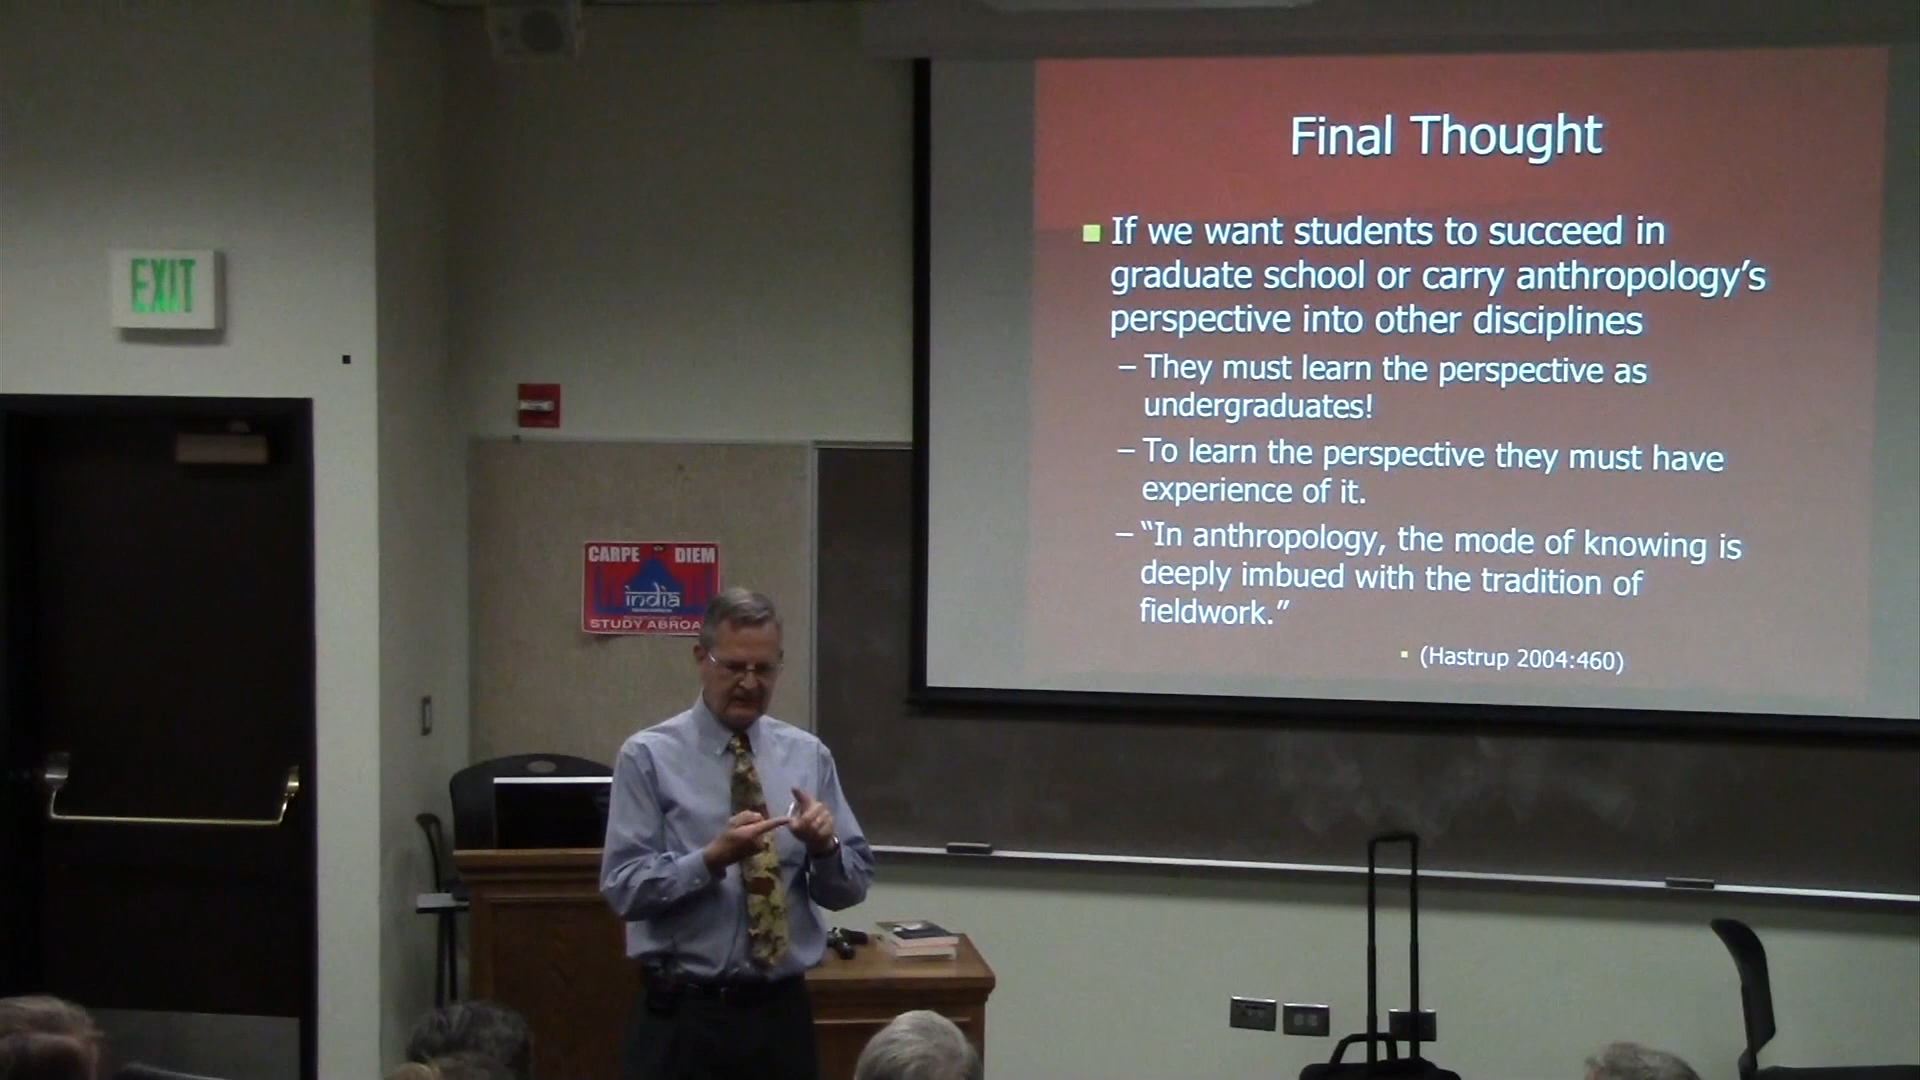 EXIT
CARPE DIEM
india
STUDY ABROA
Final Thought
If we want students to succeed in
graduate school or carry anthropology's
perspective into other disciplines
– They must learn the perspective as
undergraduates!
– To learn the perspective they must have
experience of it.
– “In anthropology, the mode of knowing is
deeply imbued with the tradition of
fieldwork.”
(Hastrup 2004:460)